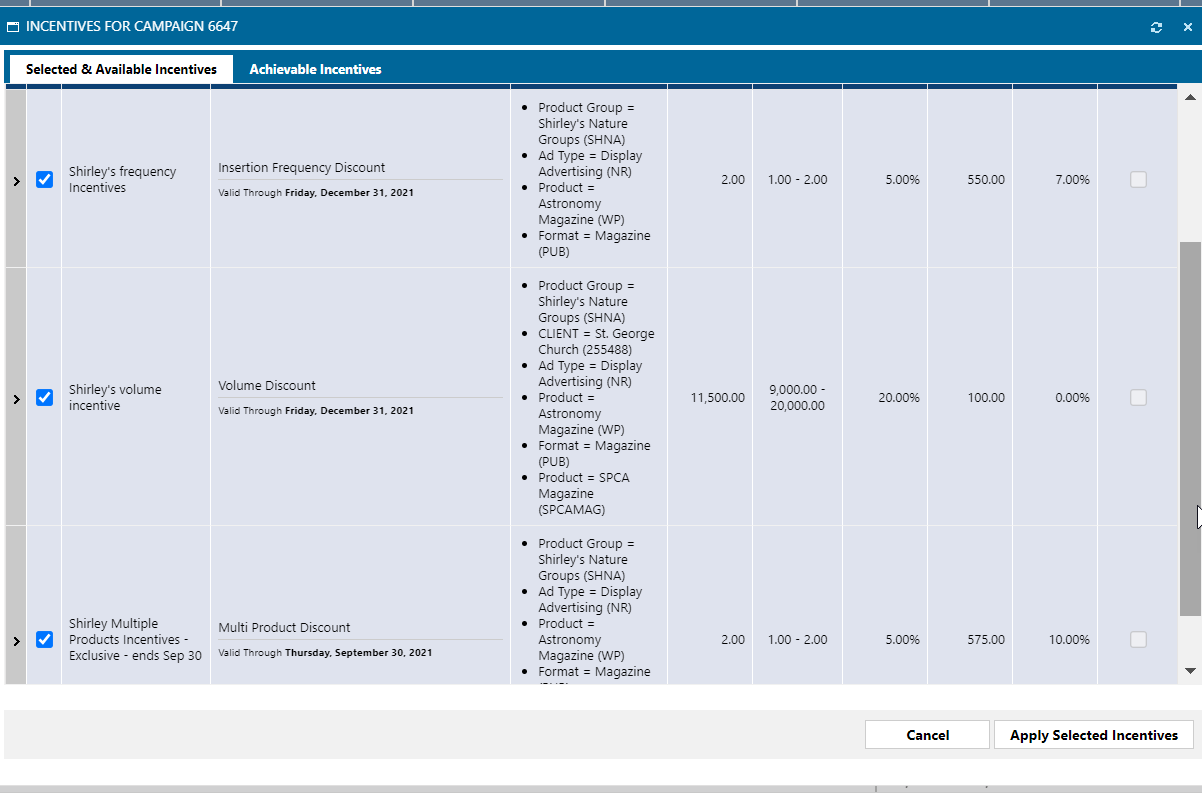 INCENTIVES FOR CAMPAIGN 6647
Selected & Available Incentives
Achievable Incentives
Shirley's frequency
Incentives
Insertion Frequency Discount
Valid Through Friday, December 31, 2021
Product Group =
Shirley's Nature
Groups (SHNA)
Ad Type = Display
Advertising (NR)
Product =
Astronomy
Magazine (WP)
Format = Magazine
(PUB)
2.00
1.00 - 2.00
5.00%
550.00
7.00%
Shirley's volume
incentive
Volume Discount
Valid Through Friday, December 31, 2021
Product Group =
Shirley's Nature
Groups (SHNA)
CLIENT = St. George
Church (255488)
Ad Type = Display
Advertising (NR)
Product =
Astronomy
Magazine (WP)
Format = Magazine
(PUB)
Product = SPCA
Magazine
(SPCAMAG)
11,500.00
9,000.00 -
20,000.00
20.00%
100.00
0.00%
Shirley Multiple
Products Incentives -
Exclusive - ends Sep 30
Multi Product Discount
Valid Through Thursday, September 30, 2021
Product Group =
Shirley's Nature
Groups (SHNA)
Ad Type = Display
Advertising (NR)
Product =
Astronomy
Magazine (WP)
Format = Magazine
2.00
1.00 - 2.00
5.00%
575.00
10.00%
Cancel
Apply Selected Incentives